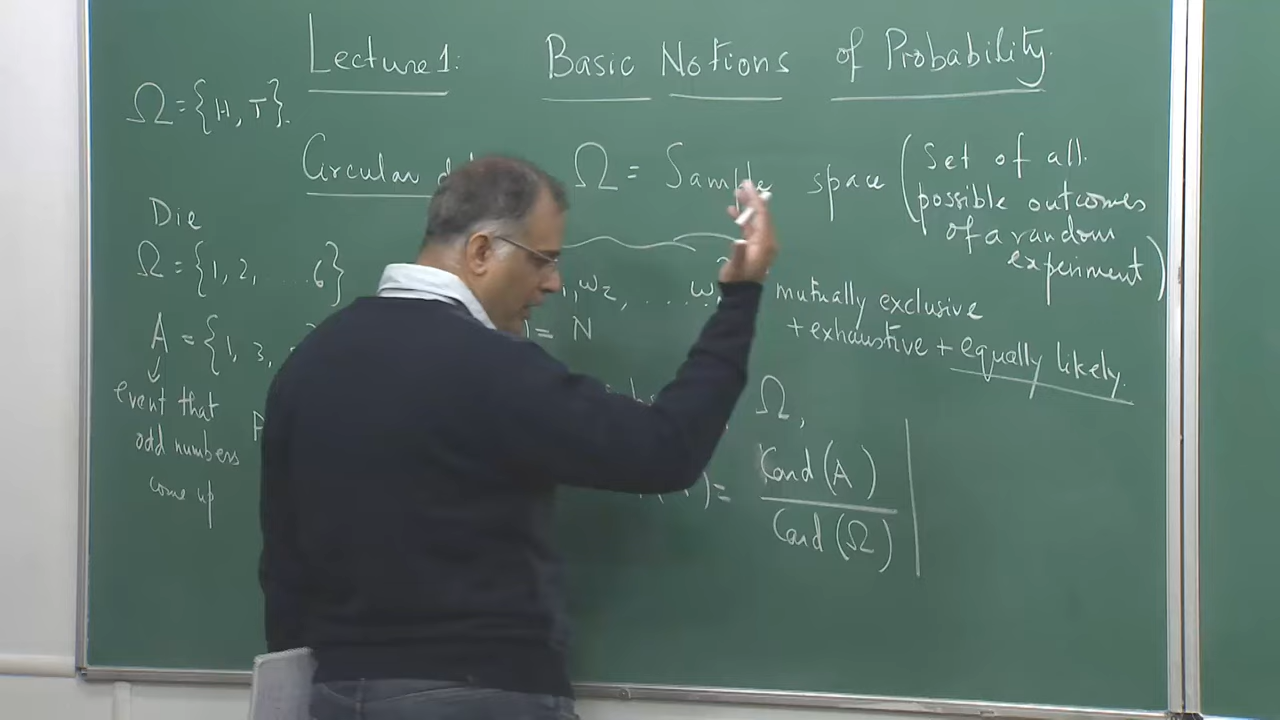 Lecture 1: Basic Notions of Probability.
Ω = {H, T}.
Circular
Ω = Sample space (Set of all possible outcomes of a random experiment)
Die
Ω = {1, 2, ... 6}
A = {1, 3,
event that
odd numbers
come up
ω2, ....
= N
mutually exclusive
+ exhaustive + equally likely.
Ω,
= Card (A)
Card (Ω)